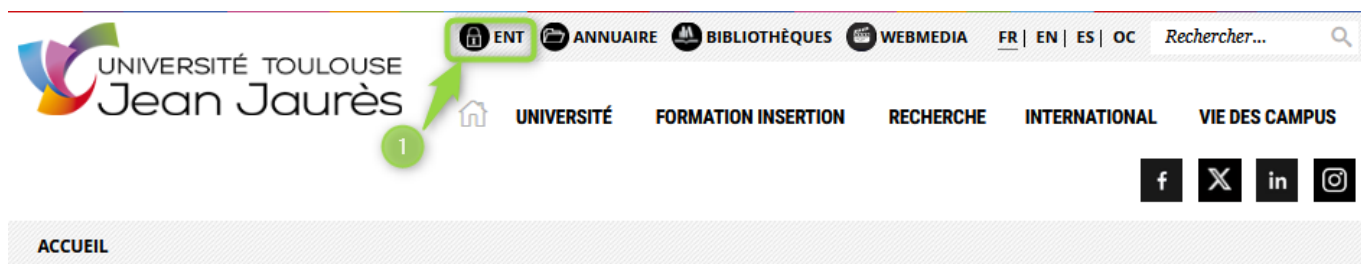 ENT ANNUAIRE BIBLIOTHÈQUES WEBMEDIA FR | EN | ES | OC Rechercher...
UNIVERSITÉ TOULOUSE
Jean Jaurès
UNIVERSITÉ FORMATION INSERTION RECHERCHE INTERNATIONAL VIE DES CAMPUS
1
f X in
ACCUEIL